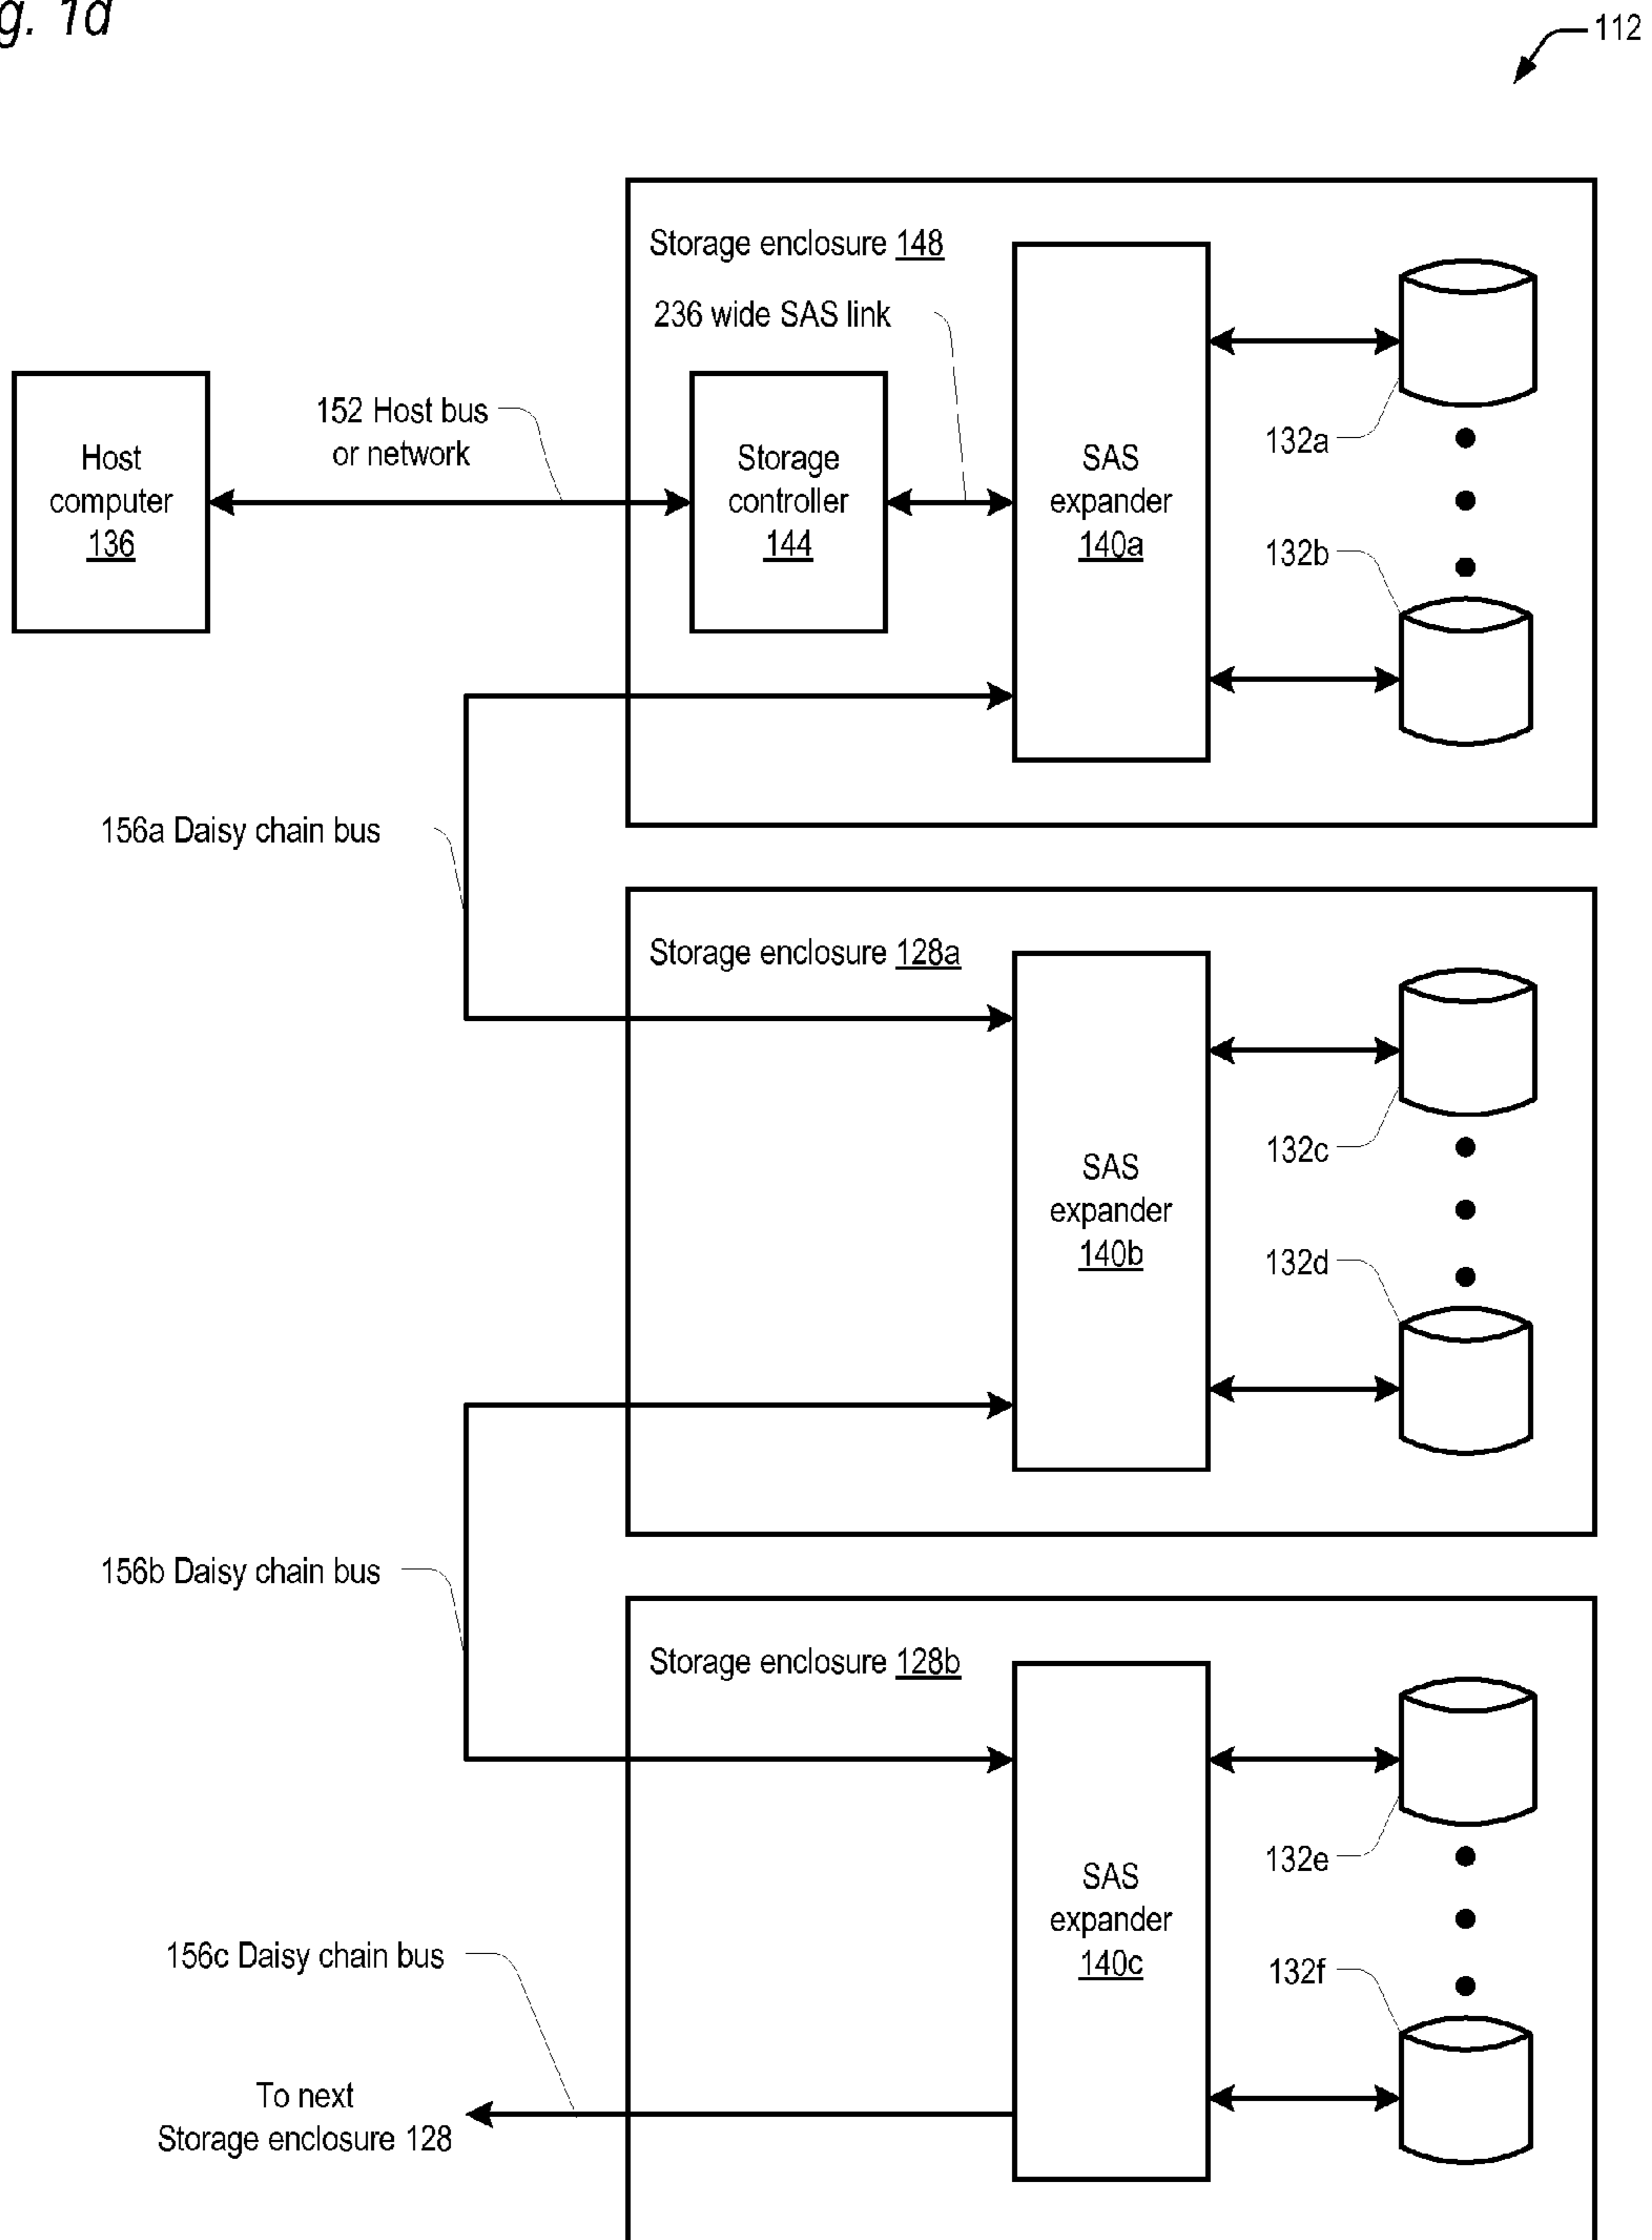 g. 1d
112
Storage enclosure 148
236 wide SAS link
152 Host bus
or network
Host
computer
136
Storage
controller
144
SAS
expander
140a
132a
132b
156a Daisy chain bus
Storage enclosure 128a
SAS
expander
140b
132c
132d
156b Daisy chain bus
Storage enclosure 128b
SAS
expander
140c
132e
132f
156c Daisy chain bus
To next
Storage enclosure 128